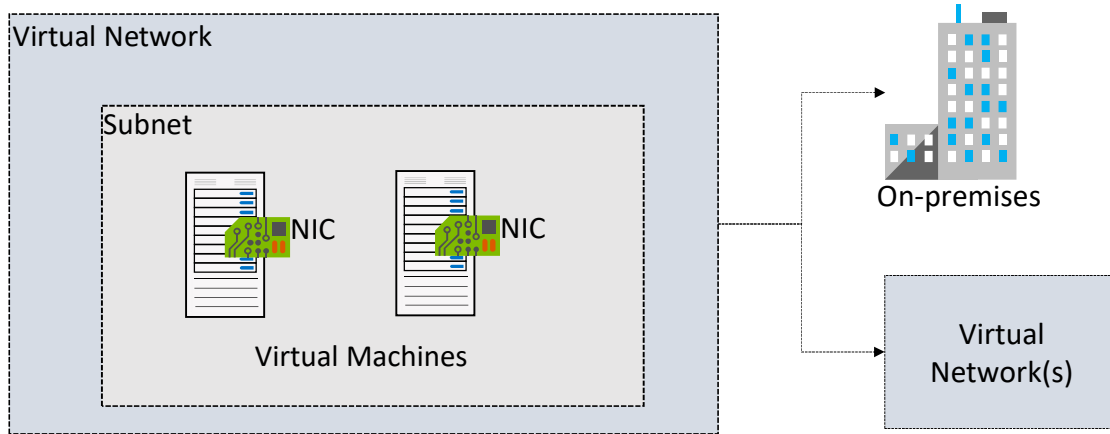 Virtual Network
Subnet
NIC
NIC
Virtual Machines
On-premises
Virtual
Network(s)